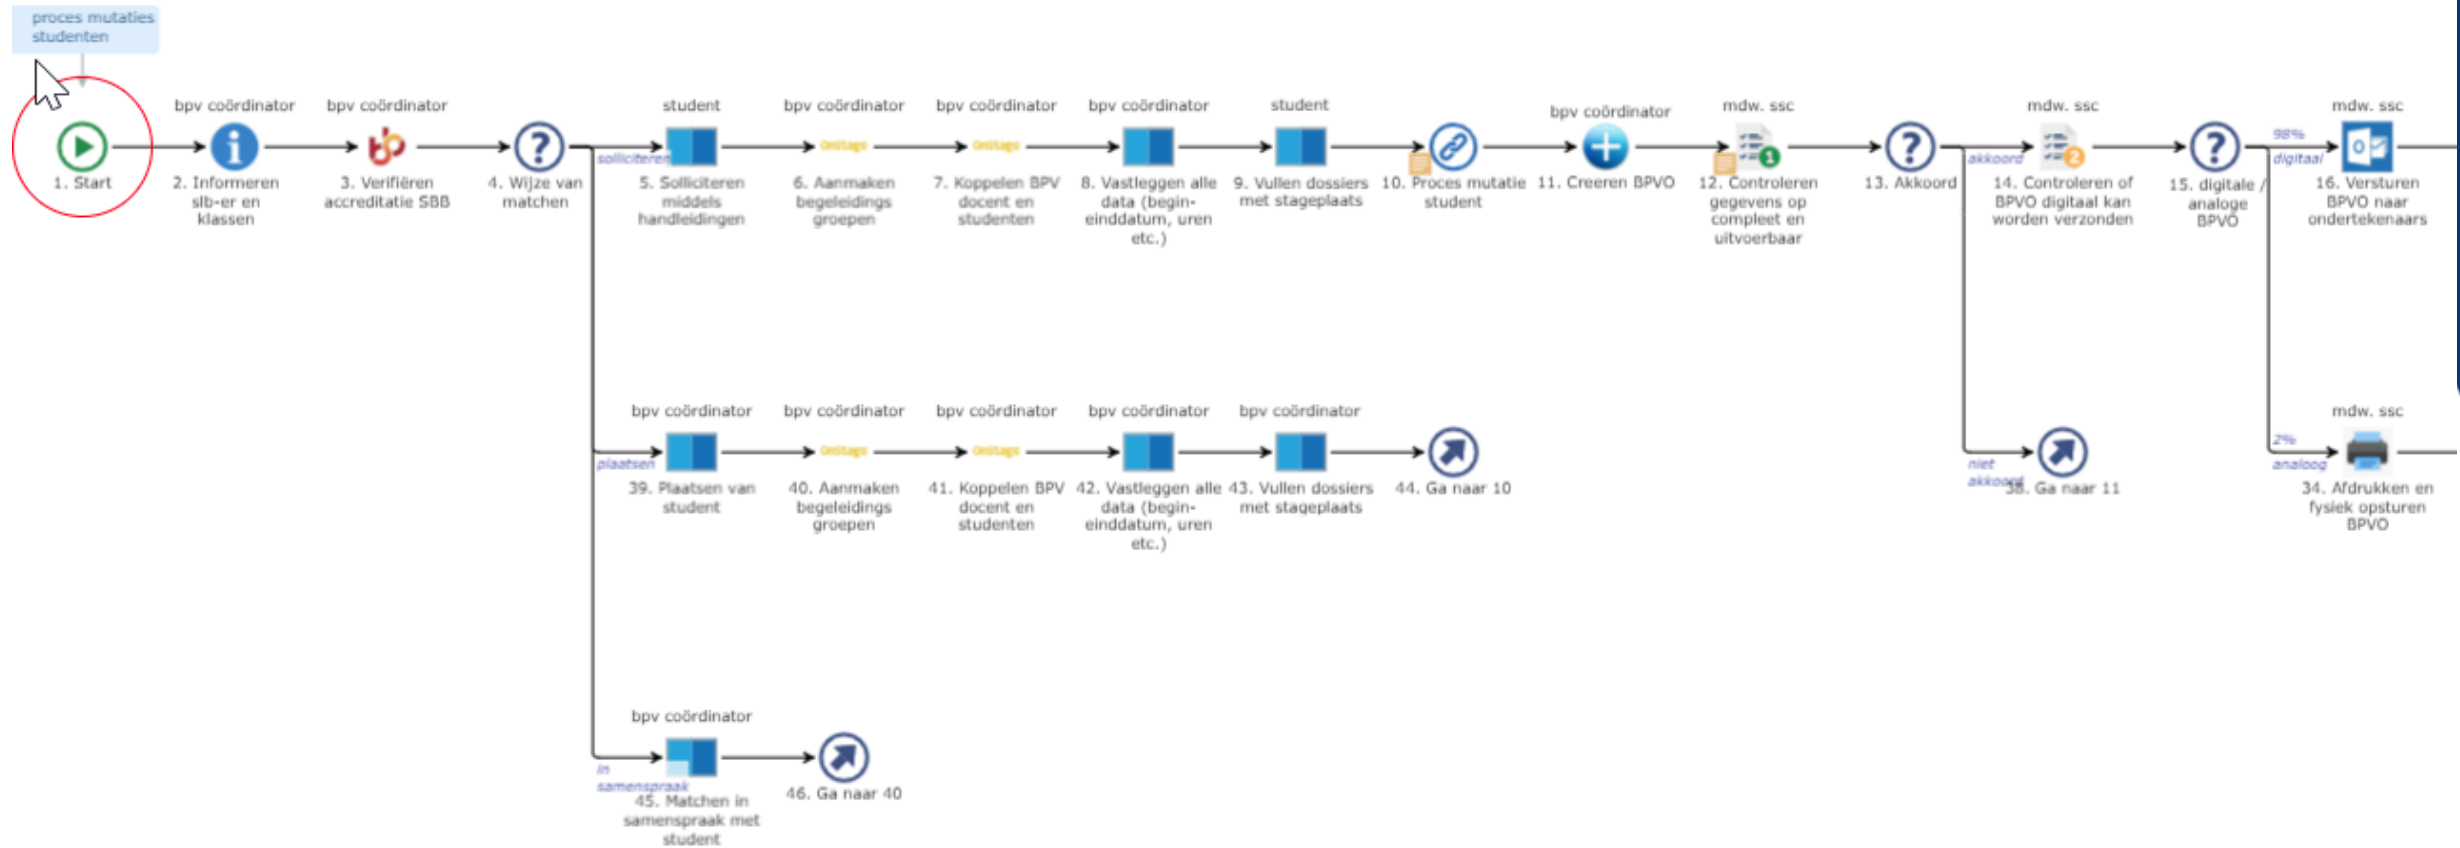 proces mutaties
studenten
1. Start
bpv coördinator
2. Informeren
slb-er en
klassen
bpv coördinator
3. Verifiëren
accreditatie SBB
4. Wijze van
matchen
solliciteren
student
5. Solliciteren
middels
handleidingen
bpv coördinator
OnStage
6. Aanmaken
begeleidings
groepen
bpv coördinator
OnStage
7. Koppelen BPV
docent en
studenten
bpv coördinator
8. Vastleggen alle
data (begin-
einddatum, uren
etc.)
student
9. Vullen dossiers
met stageplaats
10. Proces mutatie
student
bpv coördinator
11. Creeren BPVO
mdw. ssc
1
12. Controleren
gegevens op
compleet en
uitvoerbaar
13. Akkoord
akkoord
mdw. ssc
2
14. Controleren of
BPVO digitaal kan
worden verzonden
15. digitale /
analoge
BPVO
98%
digitaal
mdw. ssc
16. Versturen
BPVO naar
ondertekenaars
plaatsen
bpv coördinator
39. Plaatsen van
student
bpv coördinator
OnStage
40. Aanmaken
begeleidings
groepen
bpv coördinator
OnStage
41. Koppelen BPV
docent en
studenten
bpv coördinator
42. Vastleggen alle
data (begin-
einddatum, uren
etc.)
bpv coördinator
43. Vullen dossiers
met stageplaats
44. Ga naar 10
niet
akkoord
38. Ga naar 11
2%
analoog
mdw. ssc
34. Afdrukken en
fysiek opsturen
BPVO
in
samenspraak
bpv coördinator
45. Matchen in
samenspraak met
student
46. Ga naar 40